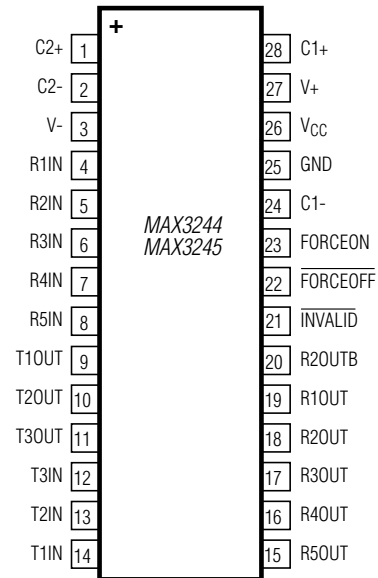 +
C2+ 1
C2- 2
V- 3
R1IN 4
R2IN 5
R3IN 6
R4IN 7
R5IN 8
T1OUT 9
T2OUT 10
T3OUT 11
T3IN 12
T2IN 13
T1IN 14
MAX3244
MAX3245
28 C1+
27 V+
26 VCC
25 GND
24 C1-
23 FORCEON
22 F̅O̅R̅C̅E̅O̅F̅F̅
21 I̅N̅V̅A̅L̅I̅D̅
20 R2OUTB
19 R1OUT
18 R2OUT
17 R3OUT
16 R4OUT
15 R5OUT